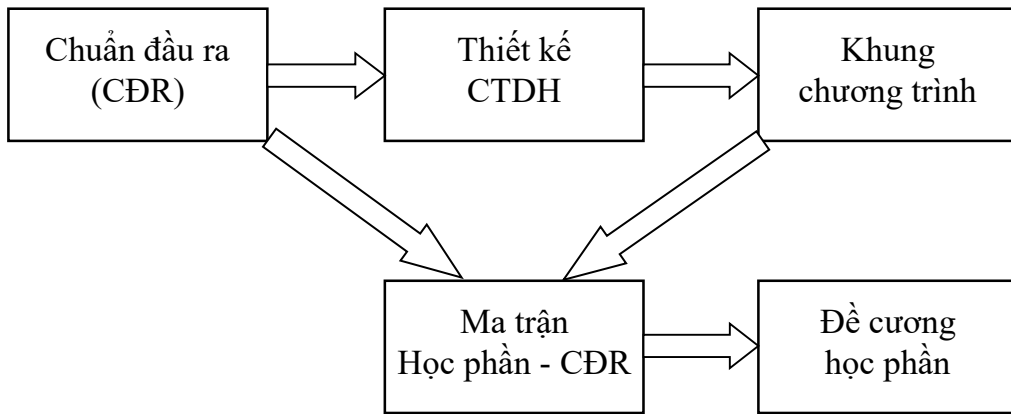 Chuẩn đầu ra
(CĐR)
Thiết kế
CTDH
Khung
chương trình
Ma trận
Học phần - CĐR
Đề cương
học phần